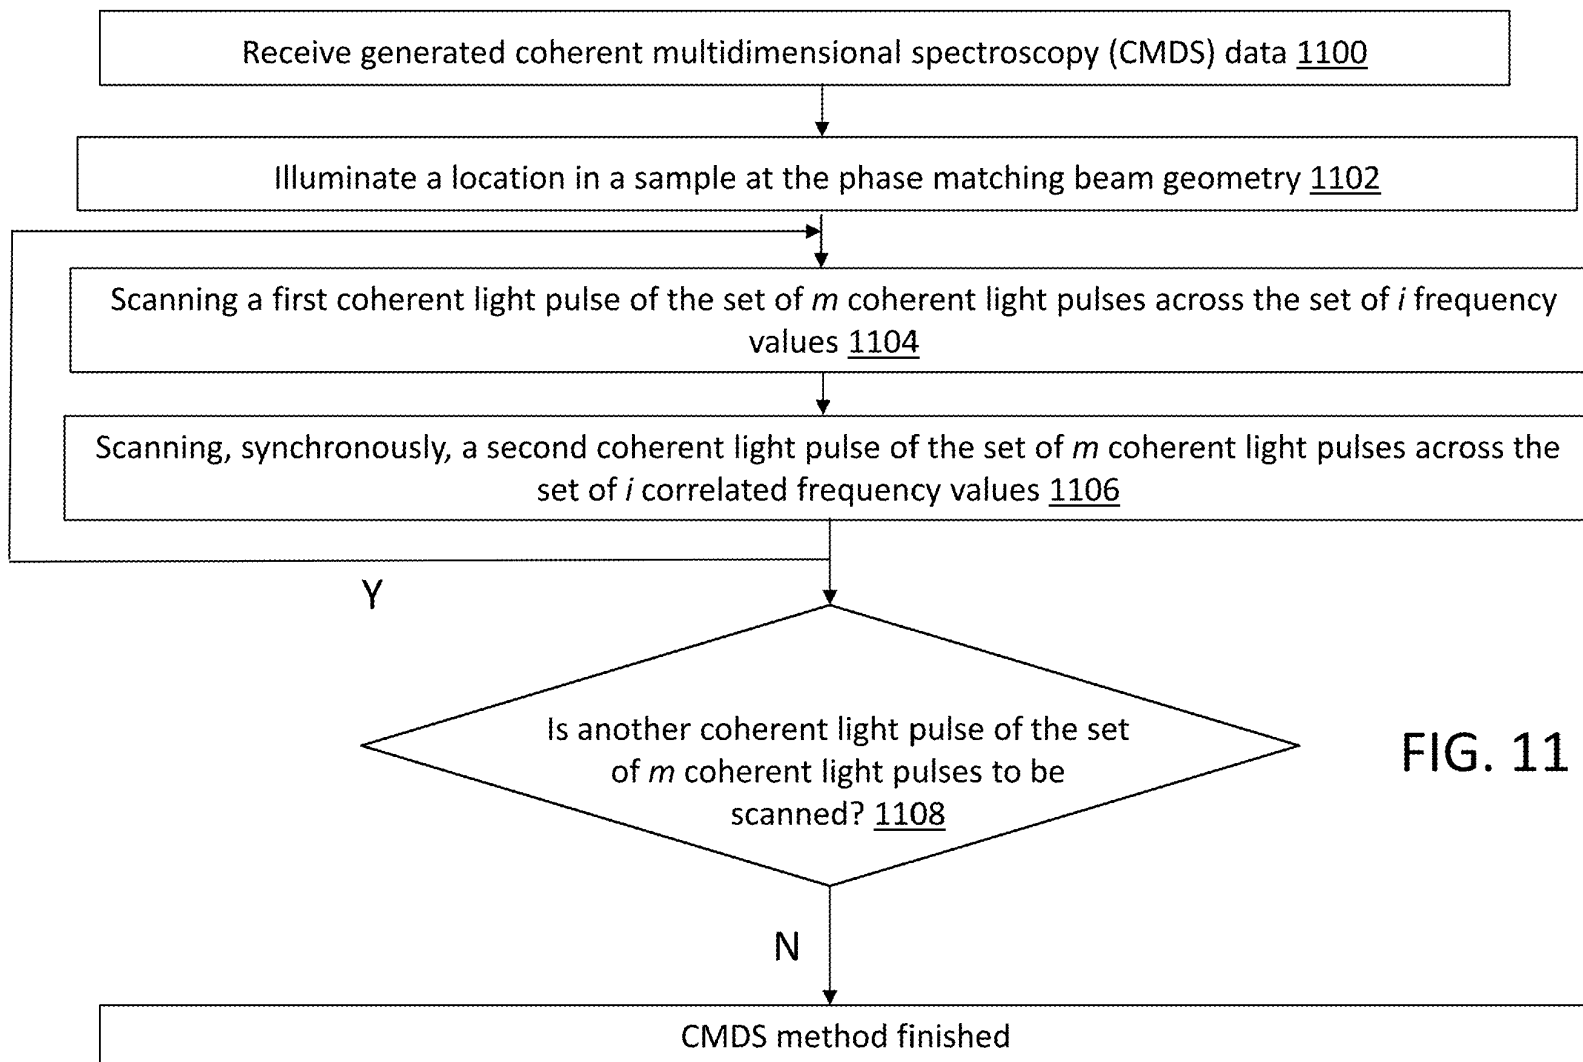 Receive generated coherent multidimensional spectroscopy (CMDS) data 1100
Illuminate a location in a sample at the phase matching beam geometry 1102
Scanning a first coherent light pulse of the set of m coherent light pulses across the set of i frequency
values 1104
Scanning, synchronously, a second coherent light pulse of the set of m coherent light pulses across the
set of i correlated frequency values 1106
Y
Is another coherent light pulse of the set
of m coherent light pulses to be
scanned? 1108
FIG. 11
N
CMDS method finished